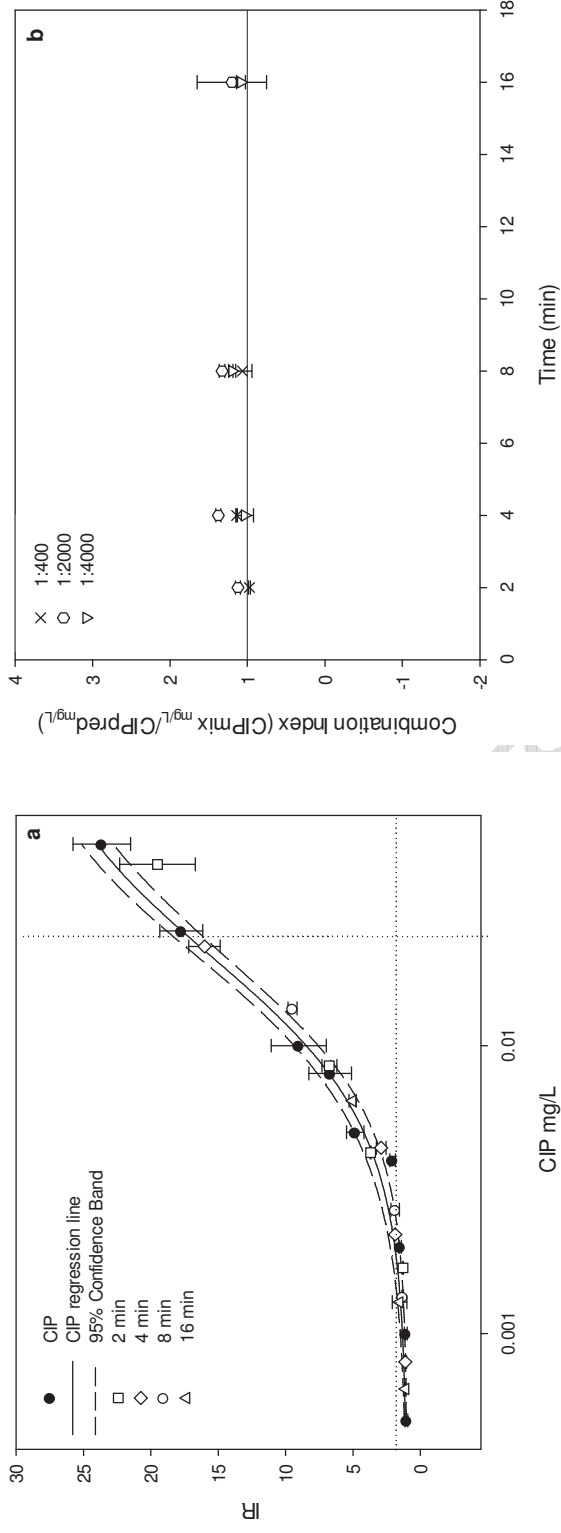 a
30
25
20
15
10
5
0
IR
CIP
CIP regression line
95% Confidence Band
2 min
4 min
8 min
16 min
0.001
0.01
CIP mg/L
b
4
3
2
1
0
-1
-2
Combination Index (CIPmix mg/L/CIPpred mg/L)
1:400
1:2000
1:4000
0 2 4 6 8 10 12 14 16 18
Time (min)